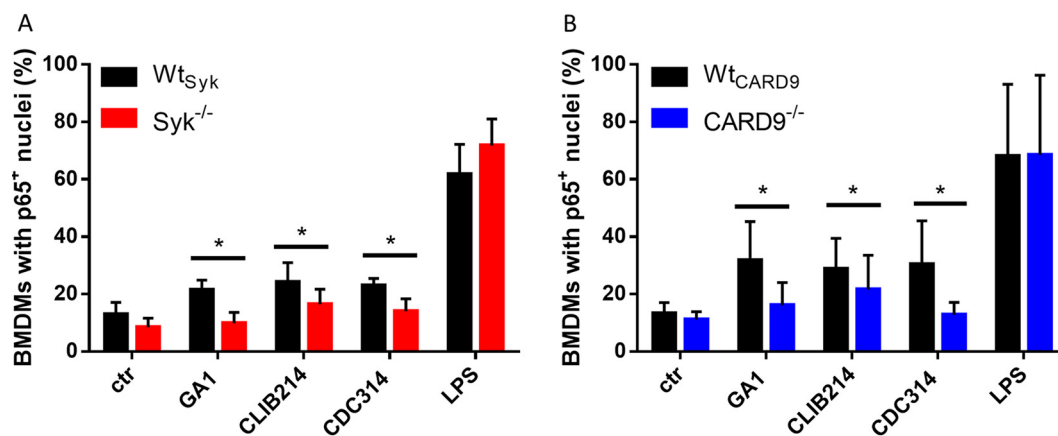 A
BMDMs with p65+ nuclei (%)
100
80
60
40
20
0
WtSyk
Syk-/-
*
*
*
ctr
GA1
CLIB214
CDC314
LPS
B
BMDMs with p65+ nuclei (%)
100
80
60
40
20
0
WtCARD9
CARD9-/-
*
*
*
ctr
GA1
CLIB214
CDC314
LPS